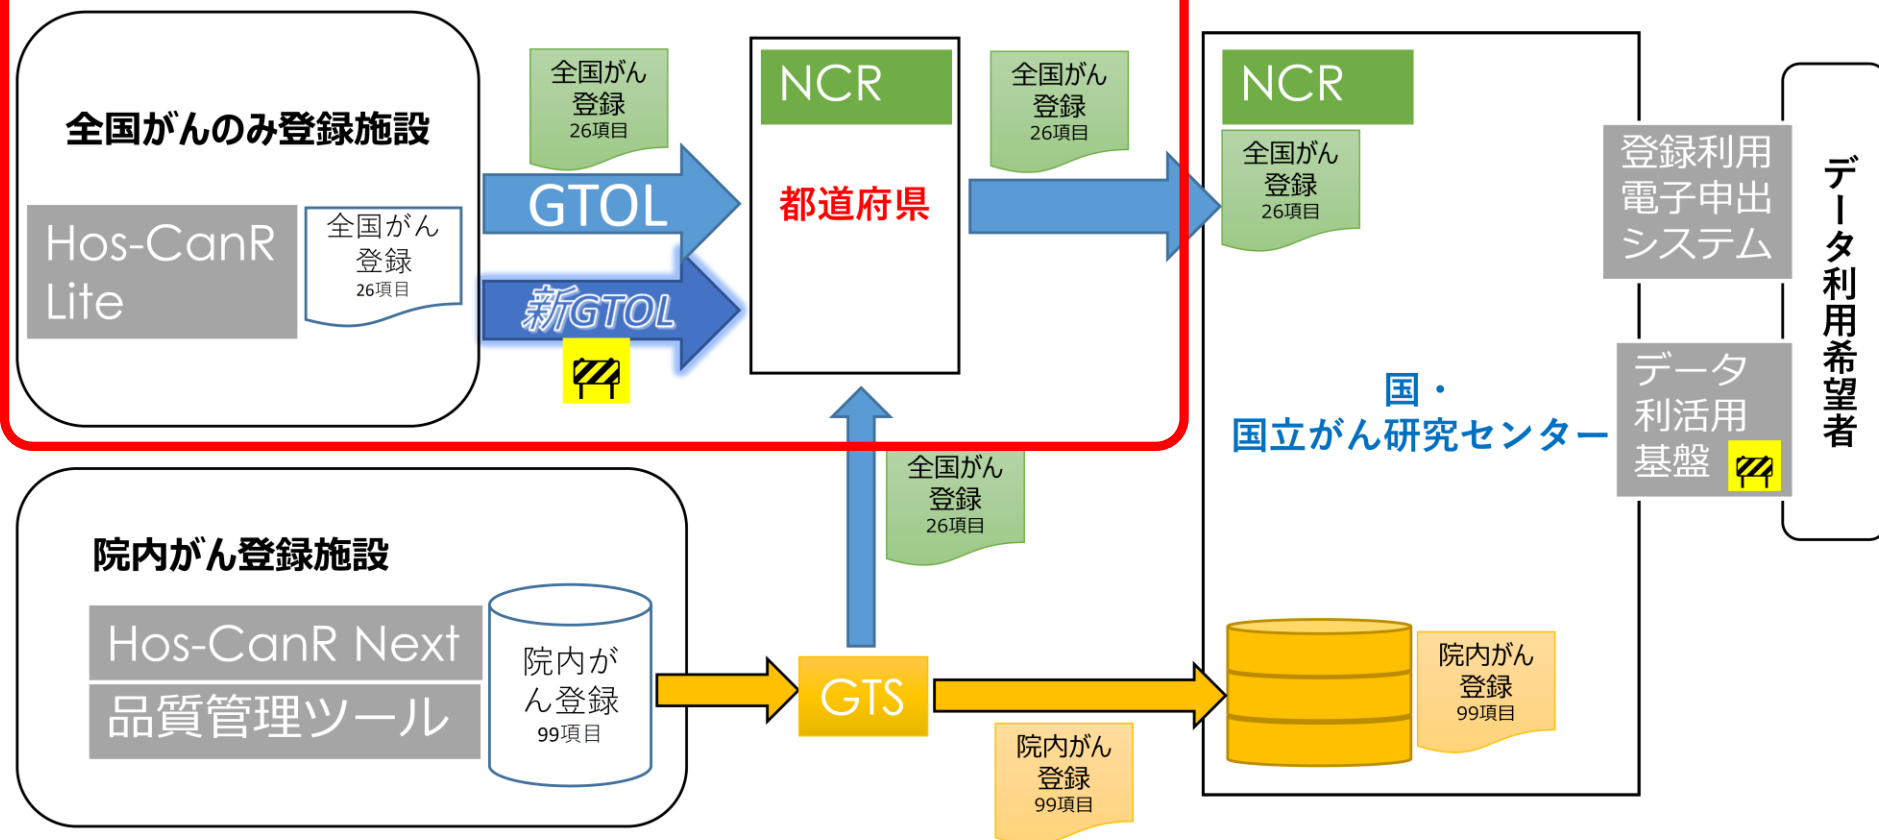 全国がんのみ登録施設
Hos-CanR
Lite
全国がん
登録
26項目
全国がん
登録
26項目
GTOL
新GTOL
NCR
都道府県
全国がん
登録
26項目
NCR
全国がん
登録
26項目
国・
国立がん研究センター
登録利用
電子申出
システム
データ
利活用
基盤
データ利用希望者
全国がん
登録
26項目
院内がん登録施設
Hos-CanR Next
品質管理ツール
院内が
ん登録
99項目
GTS
院内がん
登録
99項目
院内がん
登録
99項目